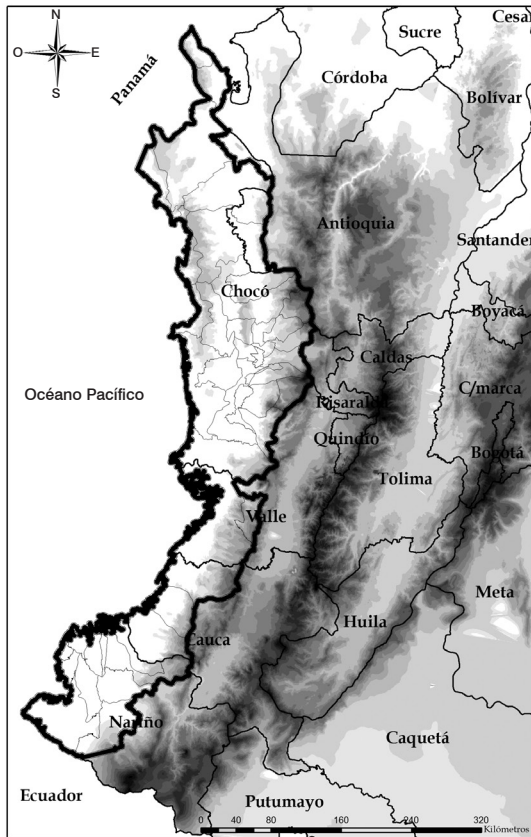 N
O E
S
Panamá
Sucre
Cesar
Córdoba
Bolívar
Antioquia
Santander
Chocó
Boyacá
Caldas
C/marca
Océano Pacífico
Risaralda
Quindío
Bogotá
Tolima
Valle
Meta
Huila
Cauca
Nariño
Caquetá
Ecuador
Putumayo
0 80 160 240 320
Kilómetros